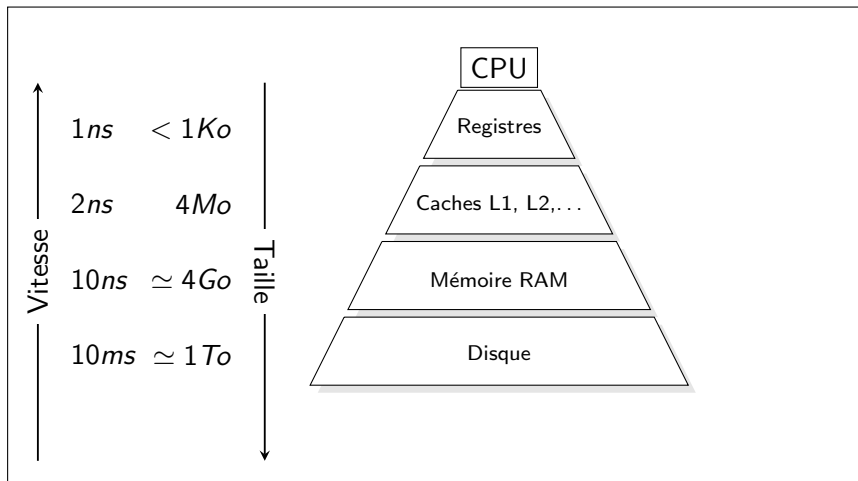 CPU
1ns < 1Ko Registres
2ns 4Mo Caches L1, L2,...
10ns ≃ 4Go Mémoire RAM
10ms ≃ 1To Disque
Vitesse
Taille